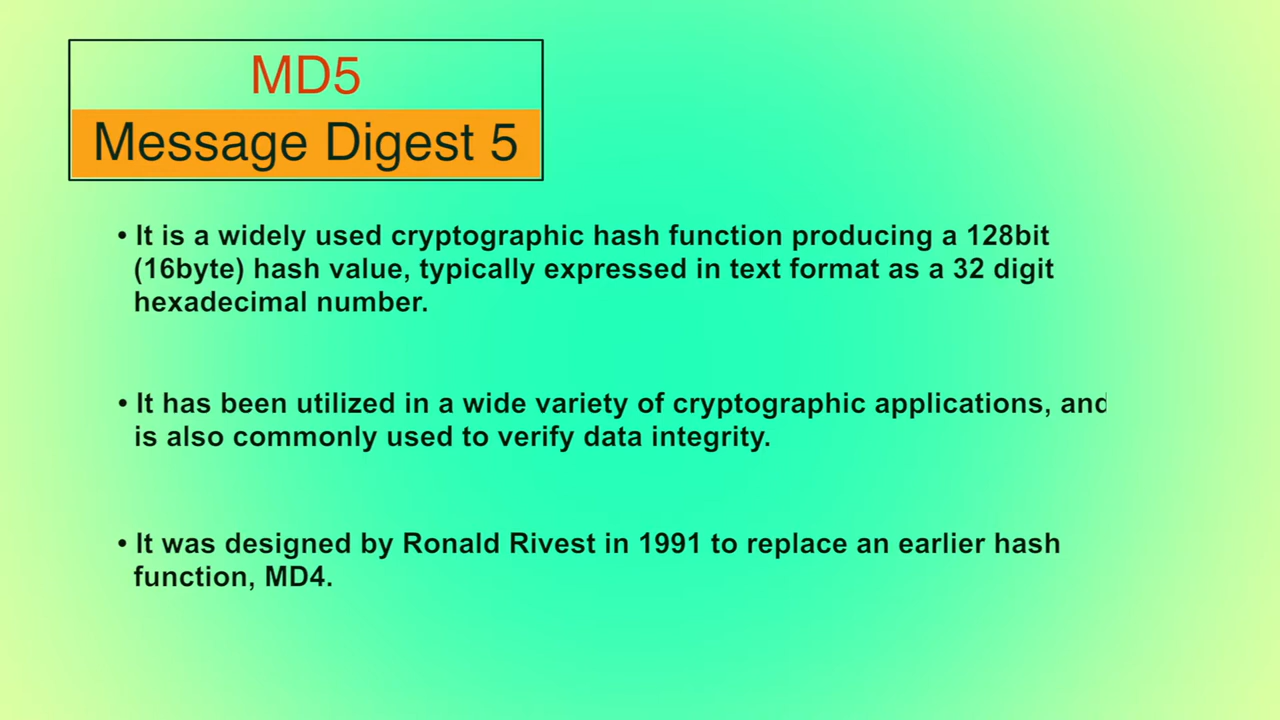 MD5
Message Digest 5
• It is a widely used cryptographic hash function producing a 128bit
(16byte) hash value, typically expressed in text format as a 32 digit
hexadecimal number.
• It has been utilized in a wide variety of cryptographic applications, and
is also commonly used to verify data integrity.
• It was designed by Ronald Rivest in 1991 to replace an earlier hash
function, MD4.